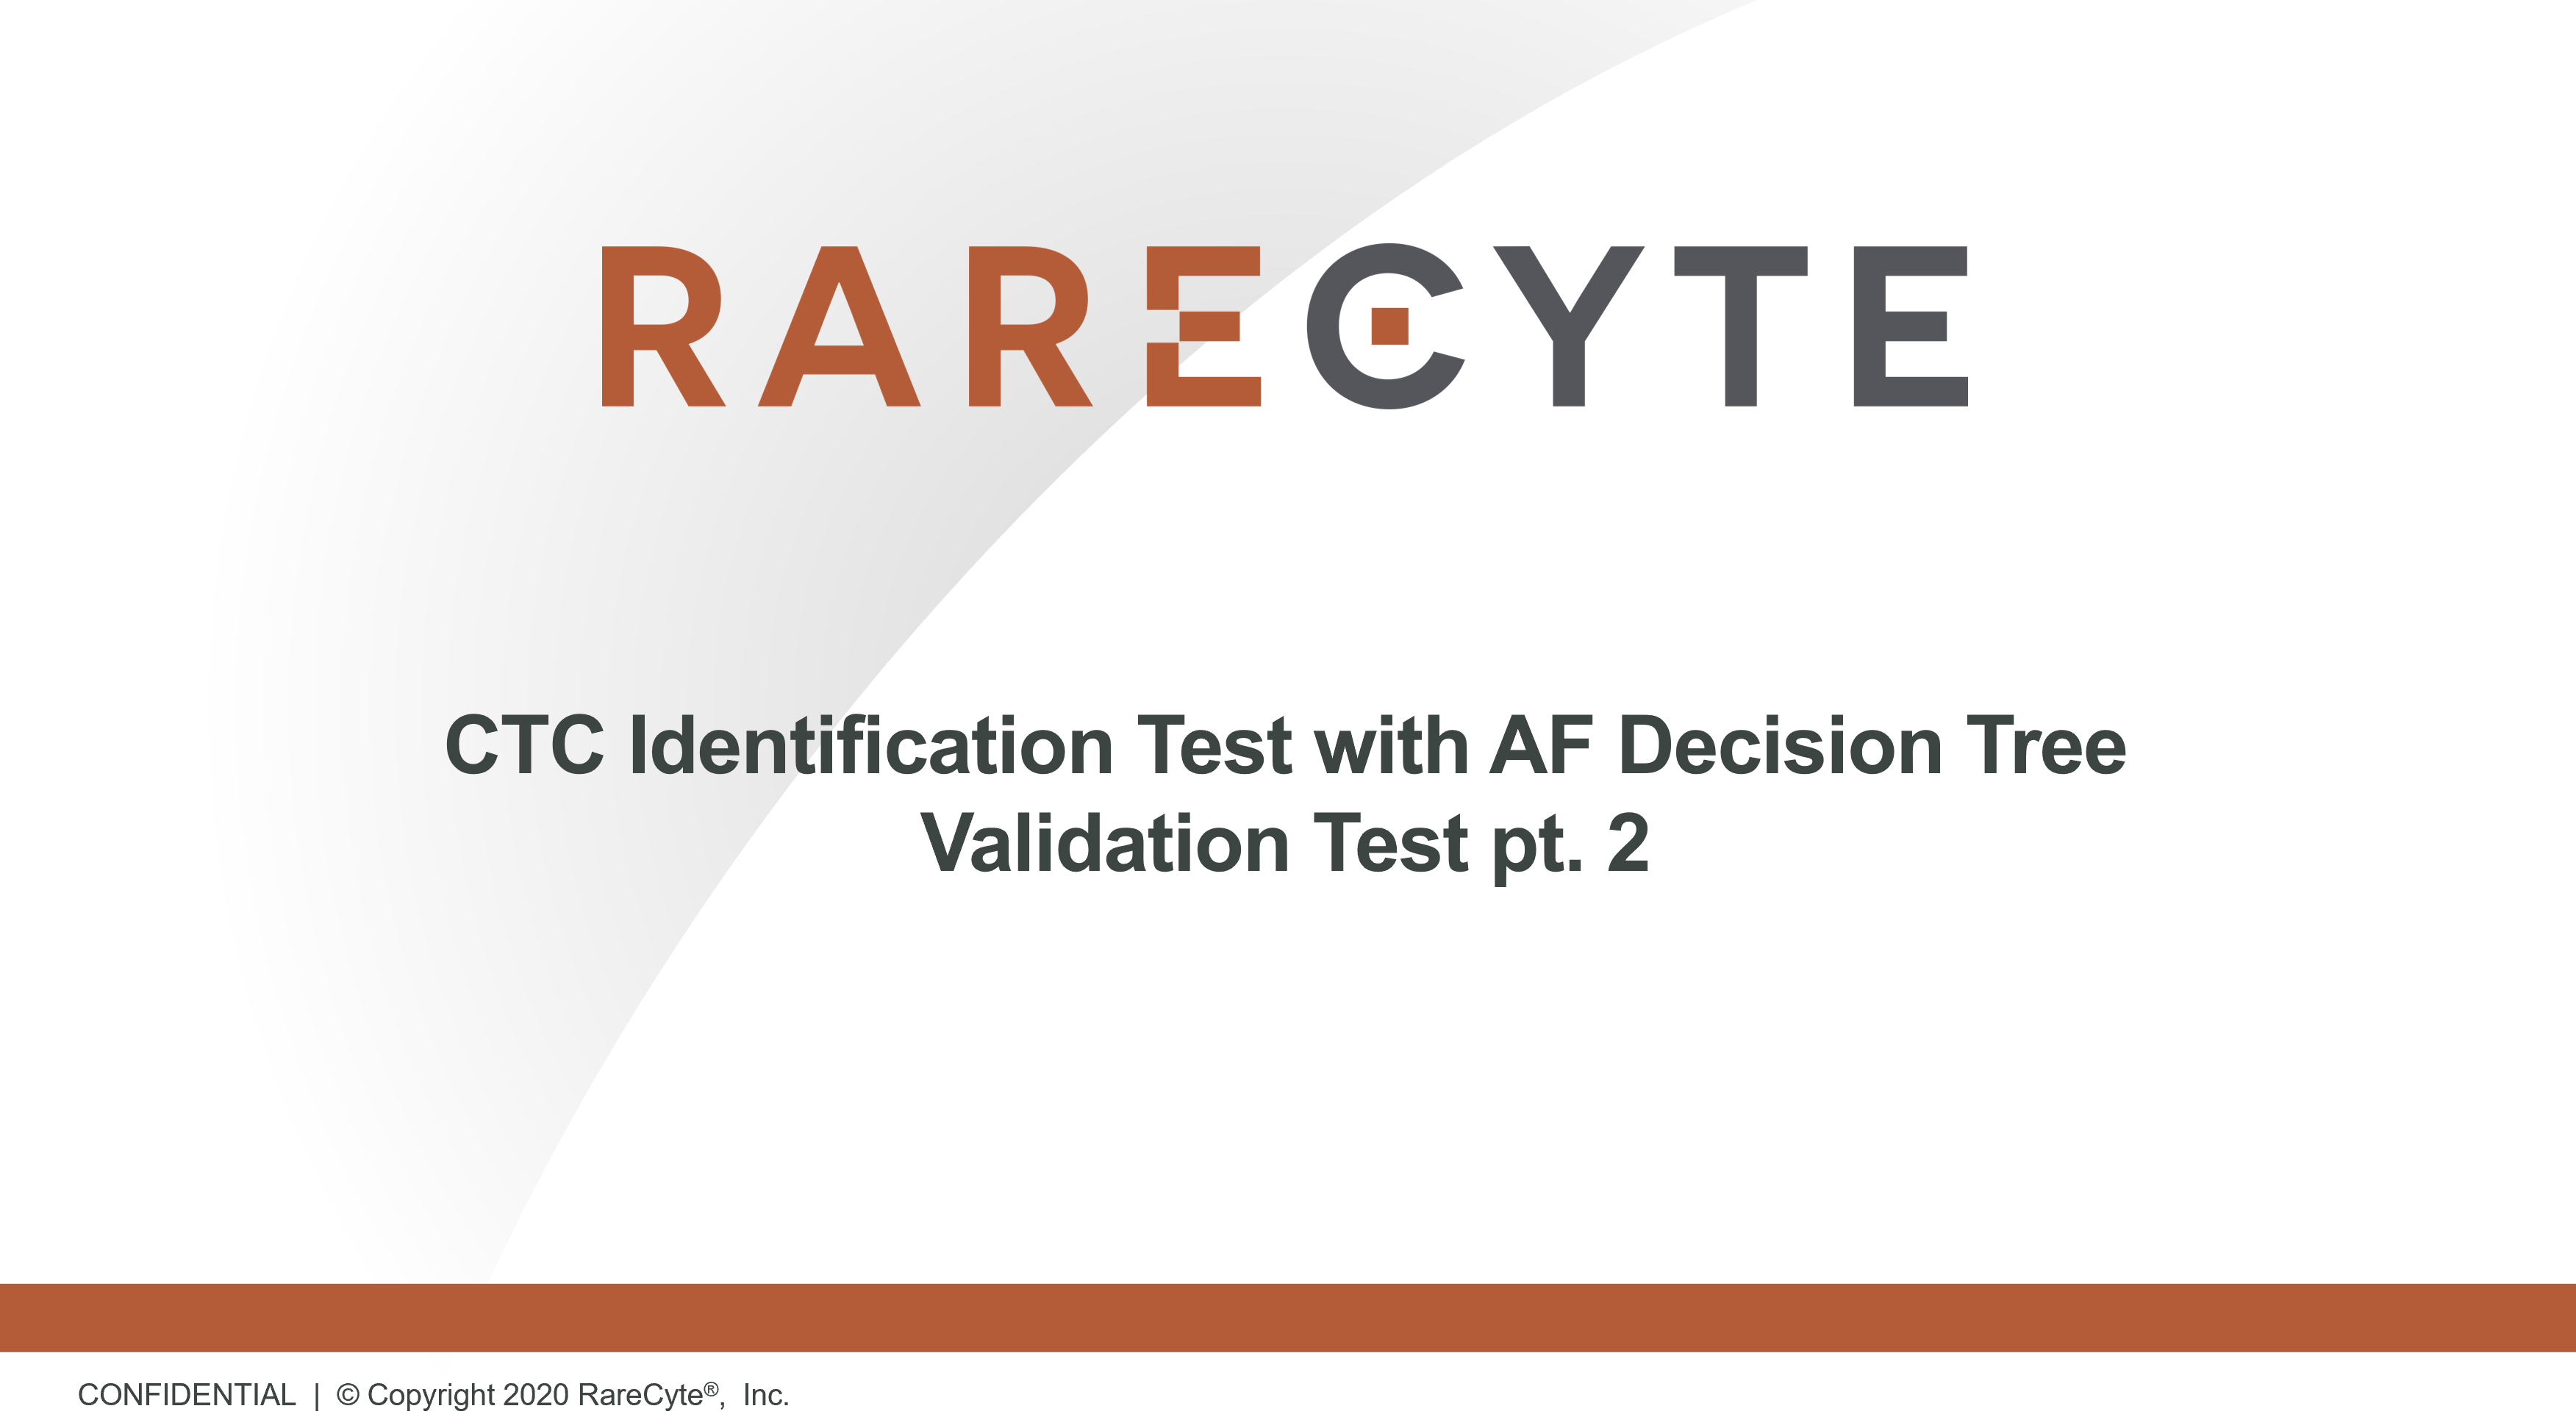 RARECYTE
CTC Identification Test with AF Decision Tree
Validation Test pt. 2
CONFIDENTIAL | © Copyright 2020 RareCyte®, Inc.